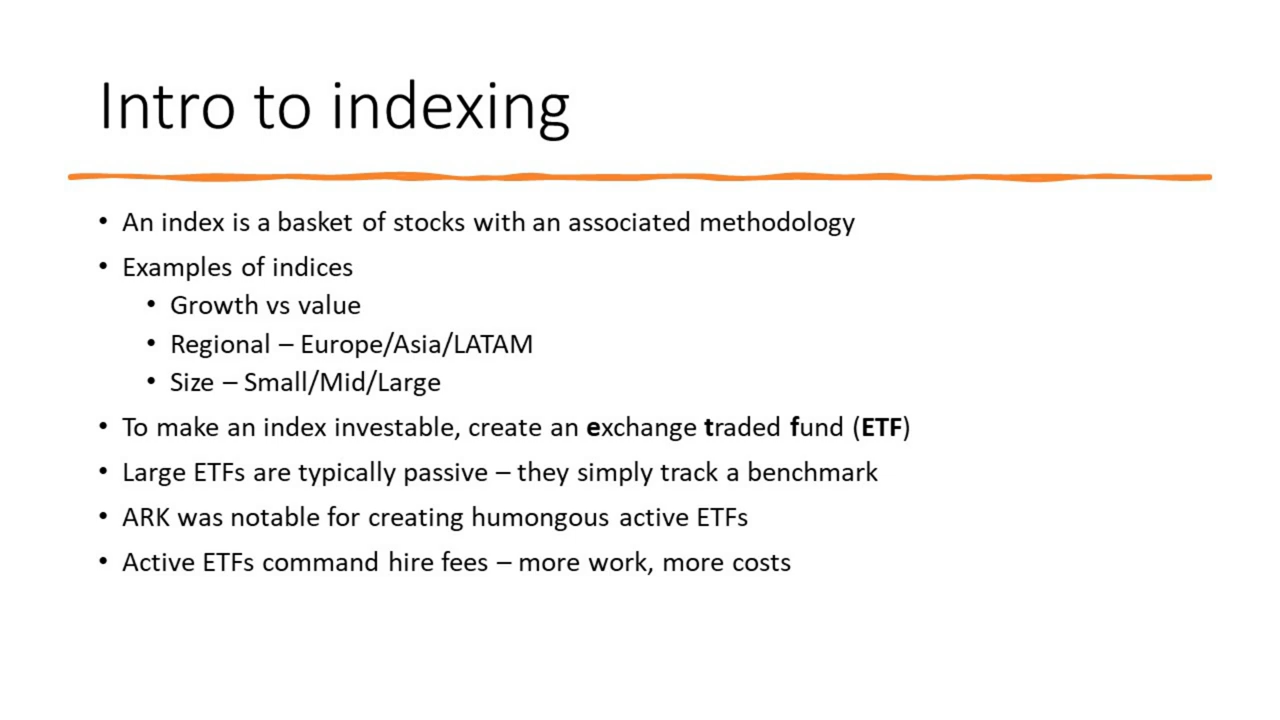 Intro to indexing
• An index is a basket of stocks with an associated methodology
• Examples of indices
• Growth vs value
• Regional – Europe/Asia/LATAM
• Size – Small/Mid/Large
• To make an index investable, create an exchange traded fund (ETF)
• Large ETFs are typically passive – they simply track a benchmark
• ARK was notable for creating humongous active ETFs
• Active ETFs command hire fees – more work, more costs